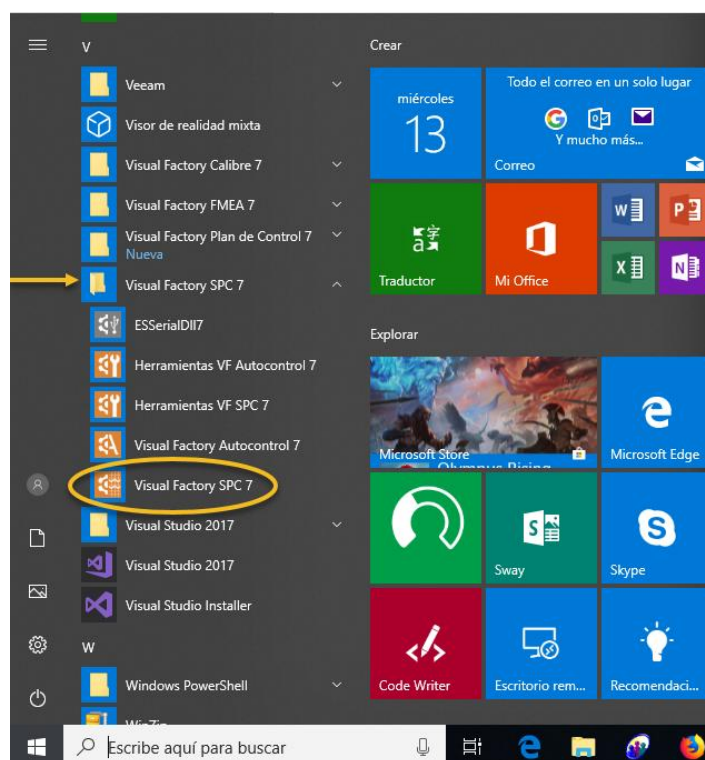 V
Veeam
Visor de realidad mixta
Visual Factory Calibre 7
Visual Factory FMEA 7
Visual Factory Plan de Control 7
Nueva
Visual Factory SPC 7
ESSerialDll7
Herramientas VF Autocontrol 7
Herramientas VF SPC 7
Visual Factory Autocontrol 7
Visual Factory SPC 7
Visual Studio 2017
Visual Studio 2017
Visual Studio Installer
W
Windows PowerShell
WinZip
Crear
miércoles
13
Todo el correo en un solo lugar
Y mucho más...
Correo
Traductor
Mi Office
Explorar
Microsoft Store
Olympus Rising
Microsoft Edge
Sway
Skype
Code Writer
Escritorio rem...
Recomendaci...
Escribe aquí para buscar